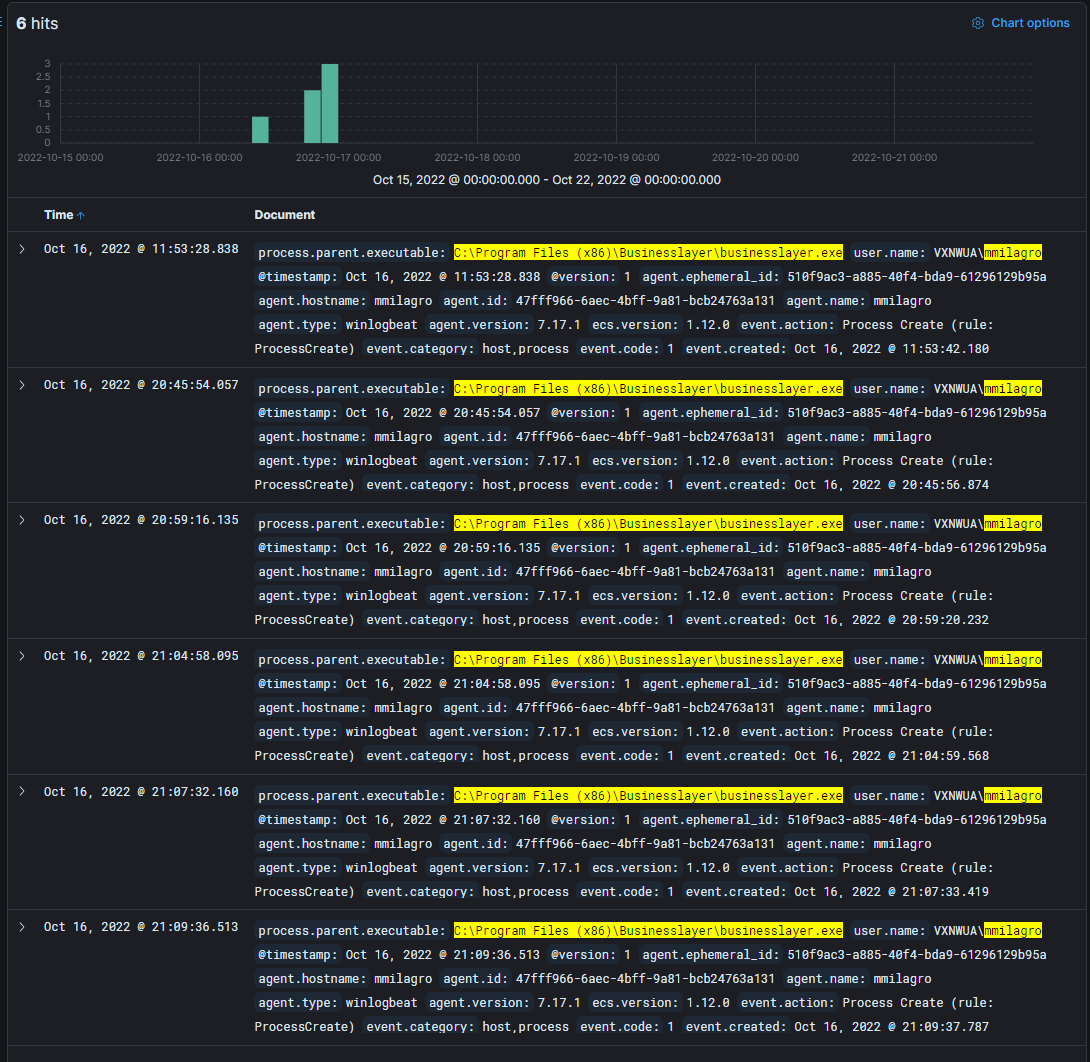 6 hits
Chart options
3
2.5
2
1.5
1
0.5
0
2022-10-15 00:00 2022-10-16 00:00 2022-10-17 00:00 2022-10-18 00:00 2022-10-19 00:00 2022-10-20 00:00 2022-10-21 00:00
Oct 15, 2022 @ 00:00:00.000 - Oct 22, 2022 @ 00:00:00.000
Time Document
Oct 16, 2022 @ 11:53:28.838 process.parent.executable: C:\Program Files (x86)\Businesslayer\businesslayer.exe user.name: VXNWUA\mmilagro
@timestamp: Oct 16, 2022 @ 11:53:28.838 @version: 1 agent.ephemeral_id: 510f9ac3-a885-40f4-bda9-61296129b95a
agent.hostname: mmilagro agent.id: 47fff966-6aec-4bff-9a81-bcb24763a131 agent.name: mmilagro
agent.type: winlogbeat agent.version: 7.17.1 ecs.version: 1.12.0 event.action: Process Create (rule:
ProcessCreate) event.category: host,process event.code: 1 event.created: Oct 16, 2022 @ 11:53:42.180
Oct 16, 2022 @ 20:45:54.057 process.parent.executable: C:\Program Files (x86)\Businesslayer\businesslayer.exe user.name: VXNWUA\mmilagro
@timestamp: Oct 16, 2022 @ 20:45:54.057 @version: 1 agent.ephemeral_id: 510f9ac3-a885-40f4-bda9-61296129b95a
agent.hostname: mmilagro agent.id: 47fff966-6aec-4bff-9a81-bcb24763a131 agent.name: mmilagro
agent.type: winlogbeat agent.version: 7.17.1 ecs.version: 1.12.0 event.action: Process Create (rule:
ProcessCreate) event.category: host,process event.code: 1 event.created: Oct 16, 2022 @ 20:45:56.874
Oct 16, 2022 @ 20:59:16.135 process.parent.executable: C:\Program Files (x86)\Businesslayer\businesslayer.exe user.name: VXNWUA\mmilagro
@timestamp: Oct 16, 2022 @ 20:59:16.135 @version: 1 agent.ephemeral_id: 510f9ac3-a885-40f4-bda9-61296129b95a
agent.hostname: mmilagro agent.id: 47fff966-6aec-4bff-9a81-bcb24763a131 agent.name: mmilagro
agent.type: winlogbeat agent.version: 7.17.1 ecs.version: 1.12.0 event.action: Process Create (rule:
ProcessCreate) event.category: host,process event.code: 1 event.created: Oct 16, 2022 @ 20:59:20.232
Oct 16, 2022 @ 21:04:58.095 process.parent.executable: C:\Program Files (x86)\Businesslayer\businesslayer.exe user.name: VXNWUA\mmilagro
@timestamp: Oct 16, 2022 @ 21:04:58.095 @version: 1 agent.ephemeral_id: 510f9ac3-a885-40f4-bda9-61296129b95a
agent.hostname: mmilagro agent.id: 47fff966-6aec-4bff-9a81-bcb24763a131 agent.name: mmilagro
agent.type: winlogbeat agent.version: 7.17.1 ecs.version: 1.12.0 event.action: Process Create (rule:
ProcessCreate) event.category: host,process event.code: 1 event.created: Oct 16, 2022 @ 21:04:59.568
Oct 16, 2022 @ 21:07:32.160 process.parent.executable: C:\Program Files (x86)\Businesslayer\businesslayer.exe user.name: VXNWUA\mmilagro
@timestamp: Oct 16, 2022 @ 21:07:32.160 @version: 1 agent.ephemeral_id: 510f9ac3-a885-40f4-bda9-61296129b95a
agent.hostname: mmilagro agent.id: 47fff966-6aec-4bff-9a81-bcb24763a131 agent.name: mmilagro
agent.type: winlogbeat agent.version: 7.17.1 ecs.version: 1.12.0 event.action: Process Create (rule:
ProcessCreate) event.category: host,process event.code: 1 event.created: Oct 16, 2022 @ 21:07:33.419
Oct 16, 2022 @ 21:09:36.513 process.parent.executable: C:\Program Files (x86)\Businesslayer\businesslayer.exe user.name: VXNWUA\mmilagro
@timestamp: Oct 16, 2022 @ 21:09:36.513 @version: 1 agent.ephemeral_id: 510f9ac3-a885-40f4-bda9-61296129b95a
agent.hostname: mmilagro agent.id: 47fff966-6aec-4bff-9a81-bcb24763a131 agent.name: mmilagro
agent.type: winlogbeat agent.version: 7.17.1 ecs.version: 1.12.0 event.action: Process Create (rule:
ProcessCreate) event.category: host,process event.code: 1 event.created: Oct 16, 2022 @ 21:09:37.787